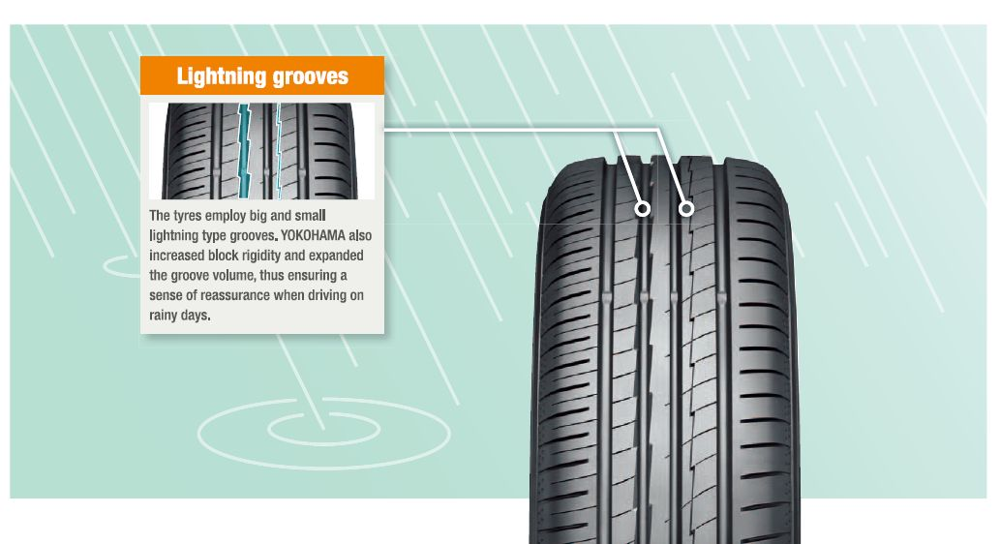 Lightning grooves
The tyres employ big and small
lightning type grooves. YOKOHAMA also
increased block rigidity and expanded
the groove volume, thus ensuring a
sense of reassurance when driving on
rainy days.